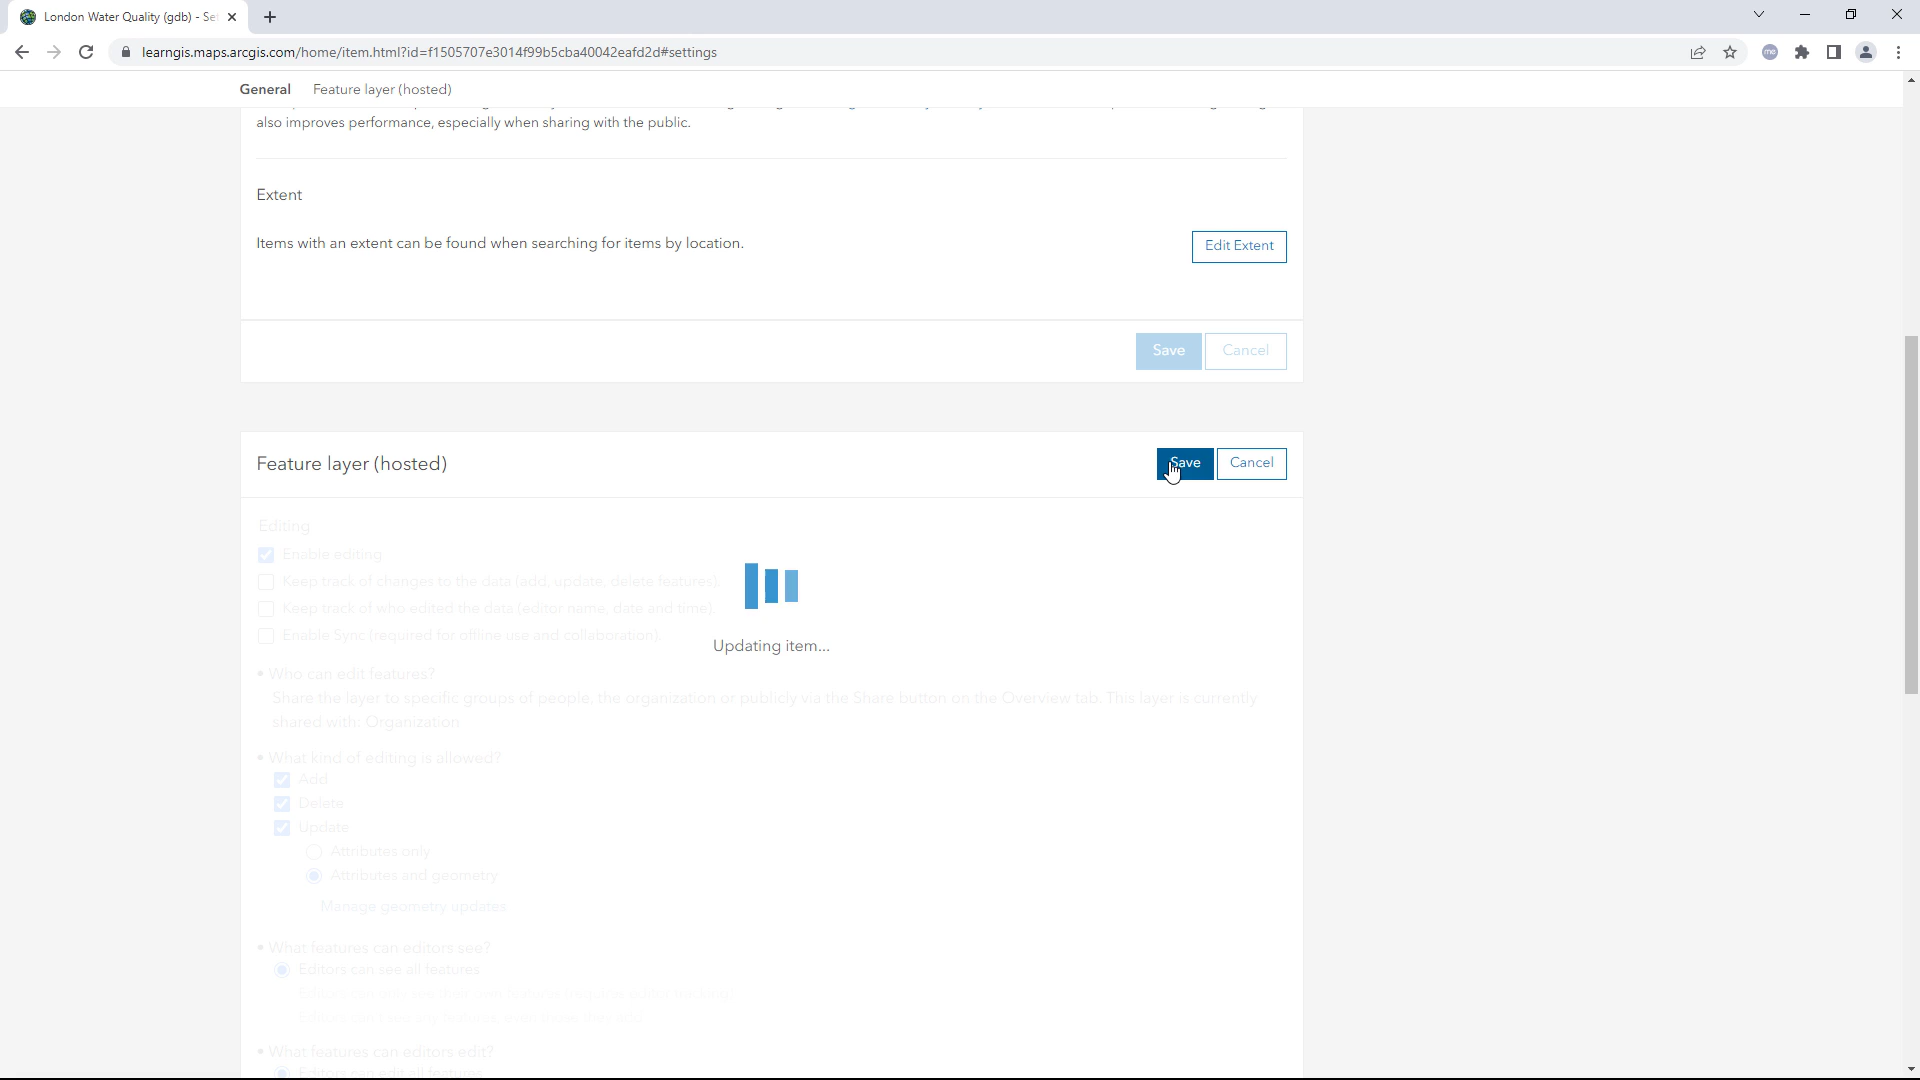 London Water Quality (gdb) - Se
learngis.maps.arcgis.com/home/item.html?id=f1505707e3014f99b5cba40042eafd2d#settings
General Feature layer (hosted)
also improves performance, especially when sharing with the public.
Extent
Items with an extent can be found when searching for items by location.
Edit Extent
Save Cancel
Feature layer (hosted)
Save Cancel
Editing
Enable editing
Keep track of changes to the data (add, update, delete features).
Keep track of who edited the data (editor name, date and time).
Enable Sync (required for offline use and collaboration).
Updating item...
• Who can edit features?
Share the layer to specific groups of people, the organization or publicly via the Share button on the Overview tab. This layer is currently
shared with: Organization
• What kind of editing is allowed?
Add
Delete
Update
Attributes only
Attributes and geometry
Manage geometry updates
• What features can editors see?
Editors can see all features
• What features can editors edit?
Editors can edit all features